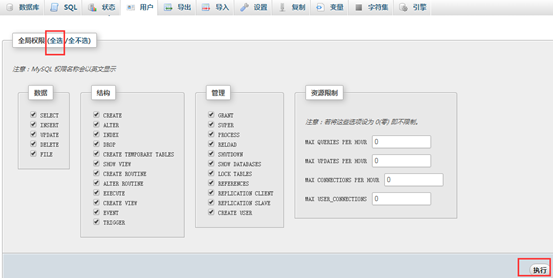 数据库 SQL 状态 用户 导出 导入 设置 复制 变量 字符集 引擎
全局权限 (全选 /全不选)
注意:MySQL 权限名称会以英文显示
数据
SELECT
INSERT
UPDATE
DELETE
FILE
结构
CREATE
ALTER
INDEX
DROP
CREATE TEMPORARY TABLES
SHOW VIEW
CREATE ROUTINE
ALTER ROUTINE
EXECUTE
CREATE VIEW
EVENT
TRIGGER
管理
GRANT
SUPER
PROCESS
RELOAD
SHUTDOWN
SHOW DATABASES
LOCK TABLES
REFERENCES
REPLICATION CLIENT
REPLICATION SLAVE
CREATE USER
资源限制
注意:若将这些选项设为 0(零) 即不限制。
MAX QUERIES PER HOUR 0
MAX UPDATES PER HOUR 0
MAX CONNECTIONS PER HOUR 0
MAX USER_CONNECTIONS 0
执行